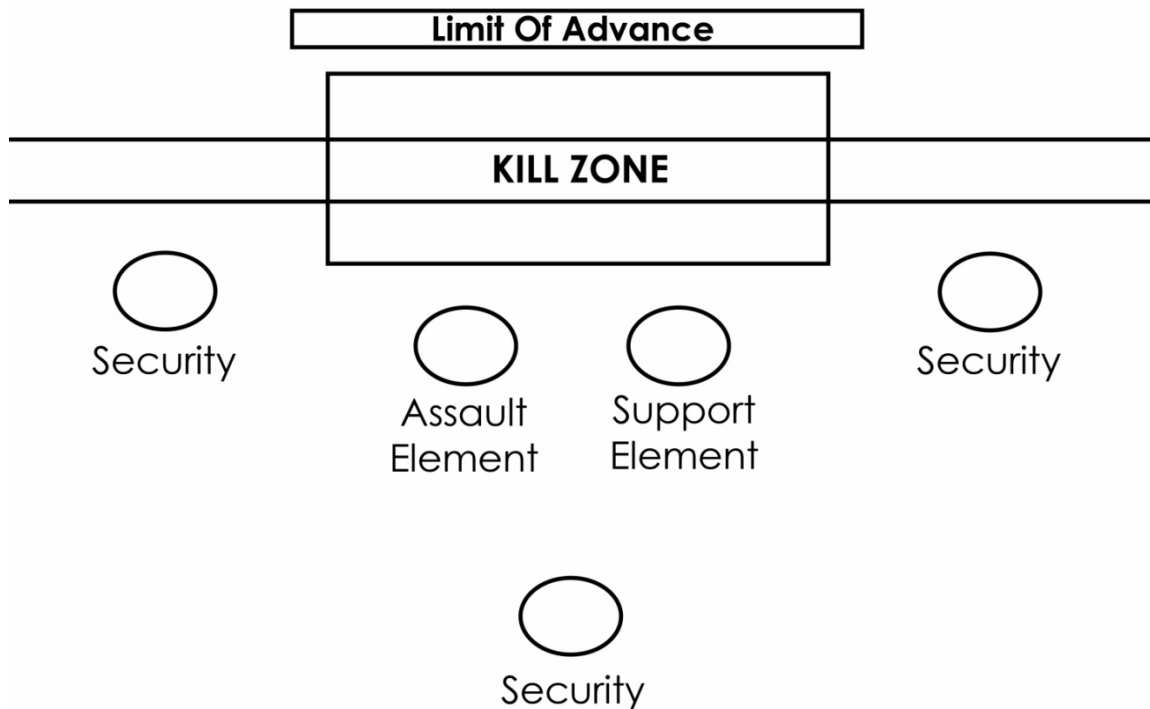 Limit Of Advance
KILL ZONE
Security
Security
Assault
Element
Support
Element
Security